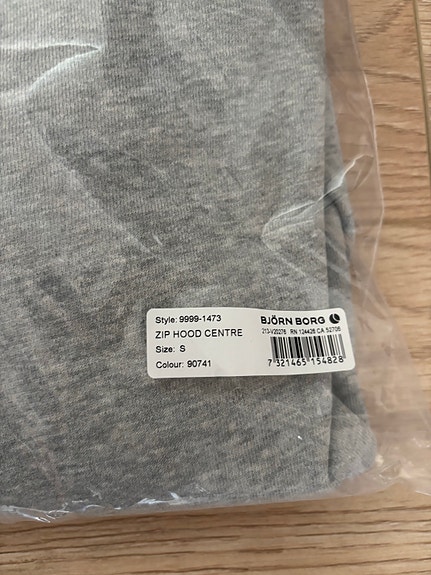 Style: 9999-1473
ZIP HOOD CENTRE
Size: S
Colour: 90741
BJÖRN BORG
213-V20276 RN 124426 CA 52706
7 321465 154828